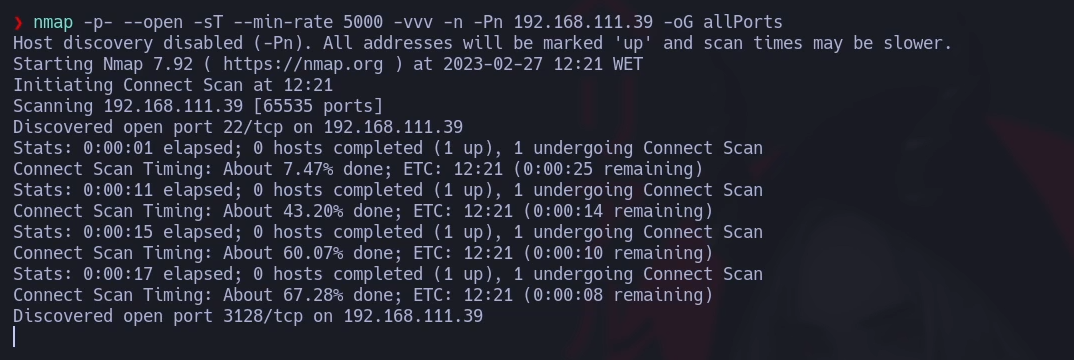 ❯ nmap -p- --open -sT --min-rate 5000 -vvv -n -Pn 192.168.111.39 -oG allPorts
Host discovery disabled (-Pn). All addresses will be marked 'up' and scan times may be slower.
Starting Nmap 7.92 ( https://nmap.org ) at 2023-02-27 12:21 WET
Initiating Connect Scan at 12:21
Scanning 192.168.111.39 [65535 ports]
Discovered open port 22/tcp on 192.168.111.39
Stats: 0:00:01 elapsed; 0 hosts completed (1 up), 1 undergoing Connect Scan
Connect Scan Timing: About 7.47% done; ETC: 12:21 (0:00:25 remaining)
Stats: 0:00:11 elapsed; 0 hosts completed (1 up), 1 undergoing Connect Scan
Connect Scan Timing: About 43.20% done; ETC: 12:21 (0:00:14 remaining)
Stats: 0:00:15 elapsed; 0 hosts completed (1 up), 1 undergoing Connect Scan
Connect Scan Timing: About 60.07% done; ETC: 12:21 (0:00:10 remaining)
Stats: 0:00:17 elapsed; 0 hosts completed (1 up), 1 undergoing Connect Scan
Connect Scan Timing: About 67.28% done; ETC: 12:21 (0:00:08 remaining)
Discovered open port 3128/tcp on 192.168.111.39